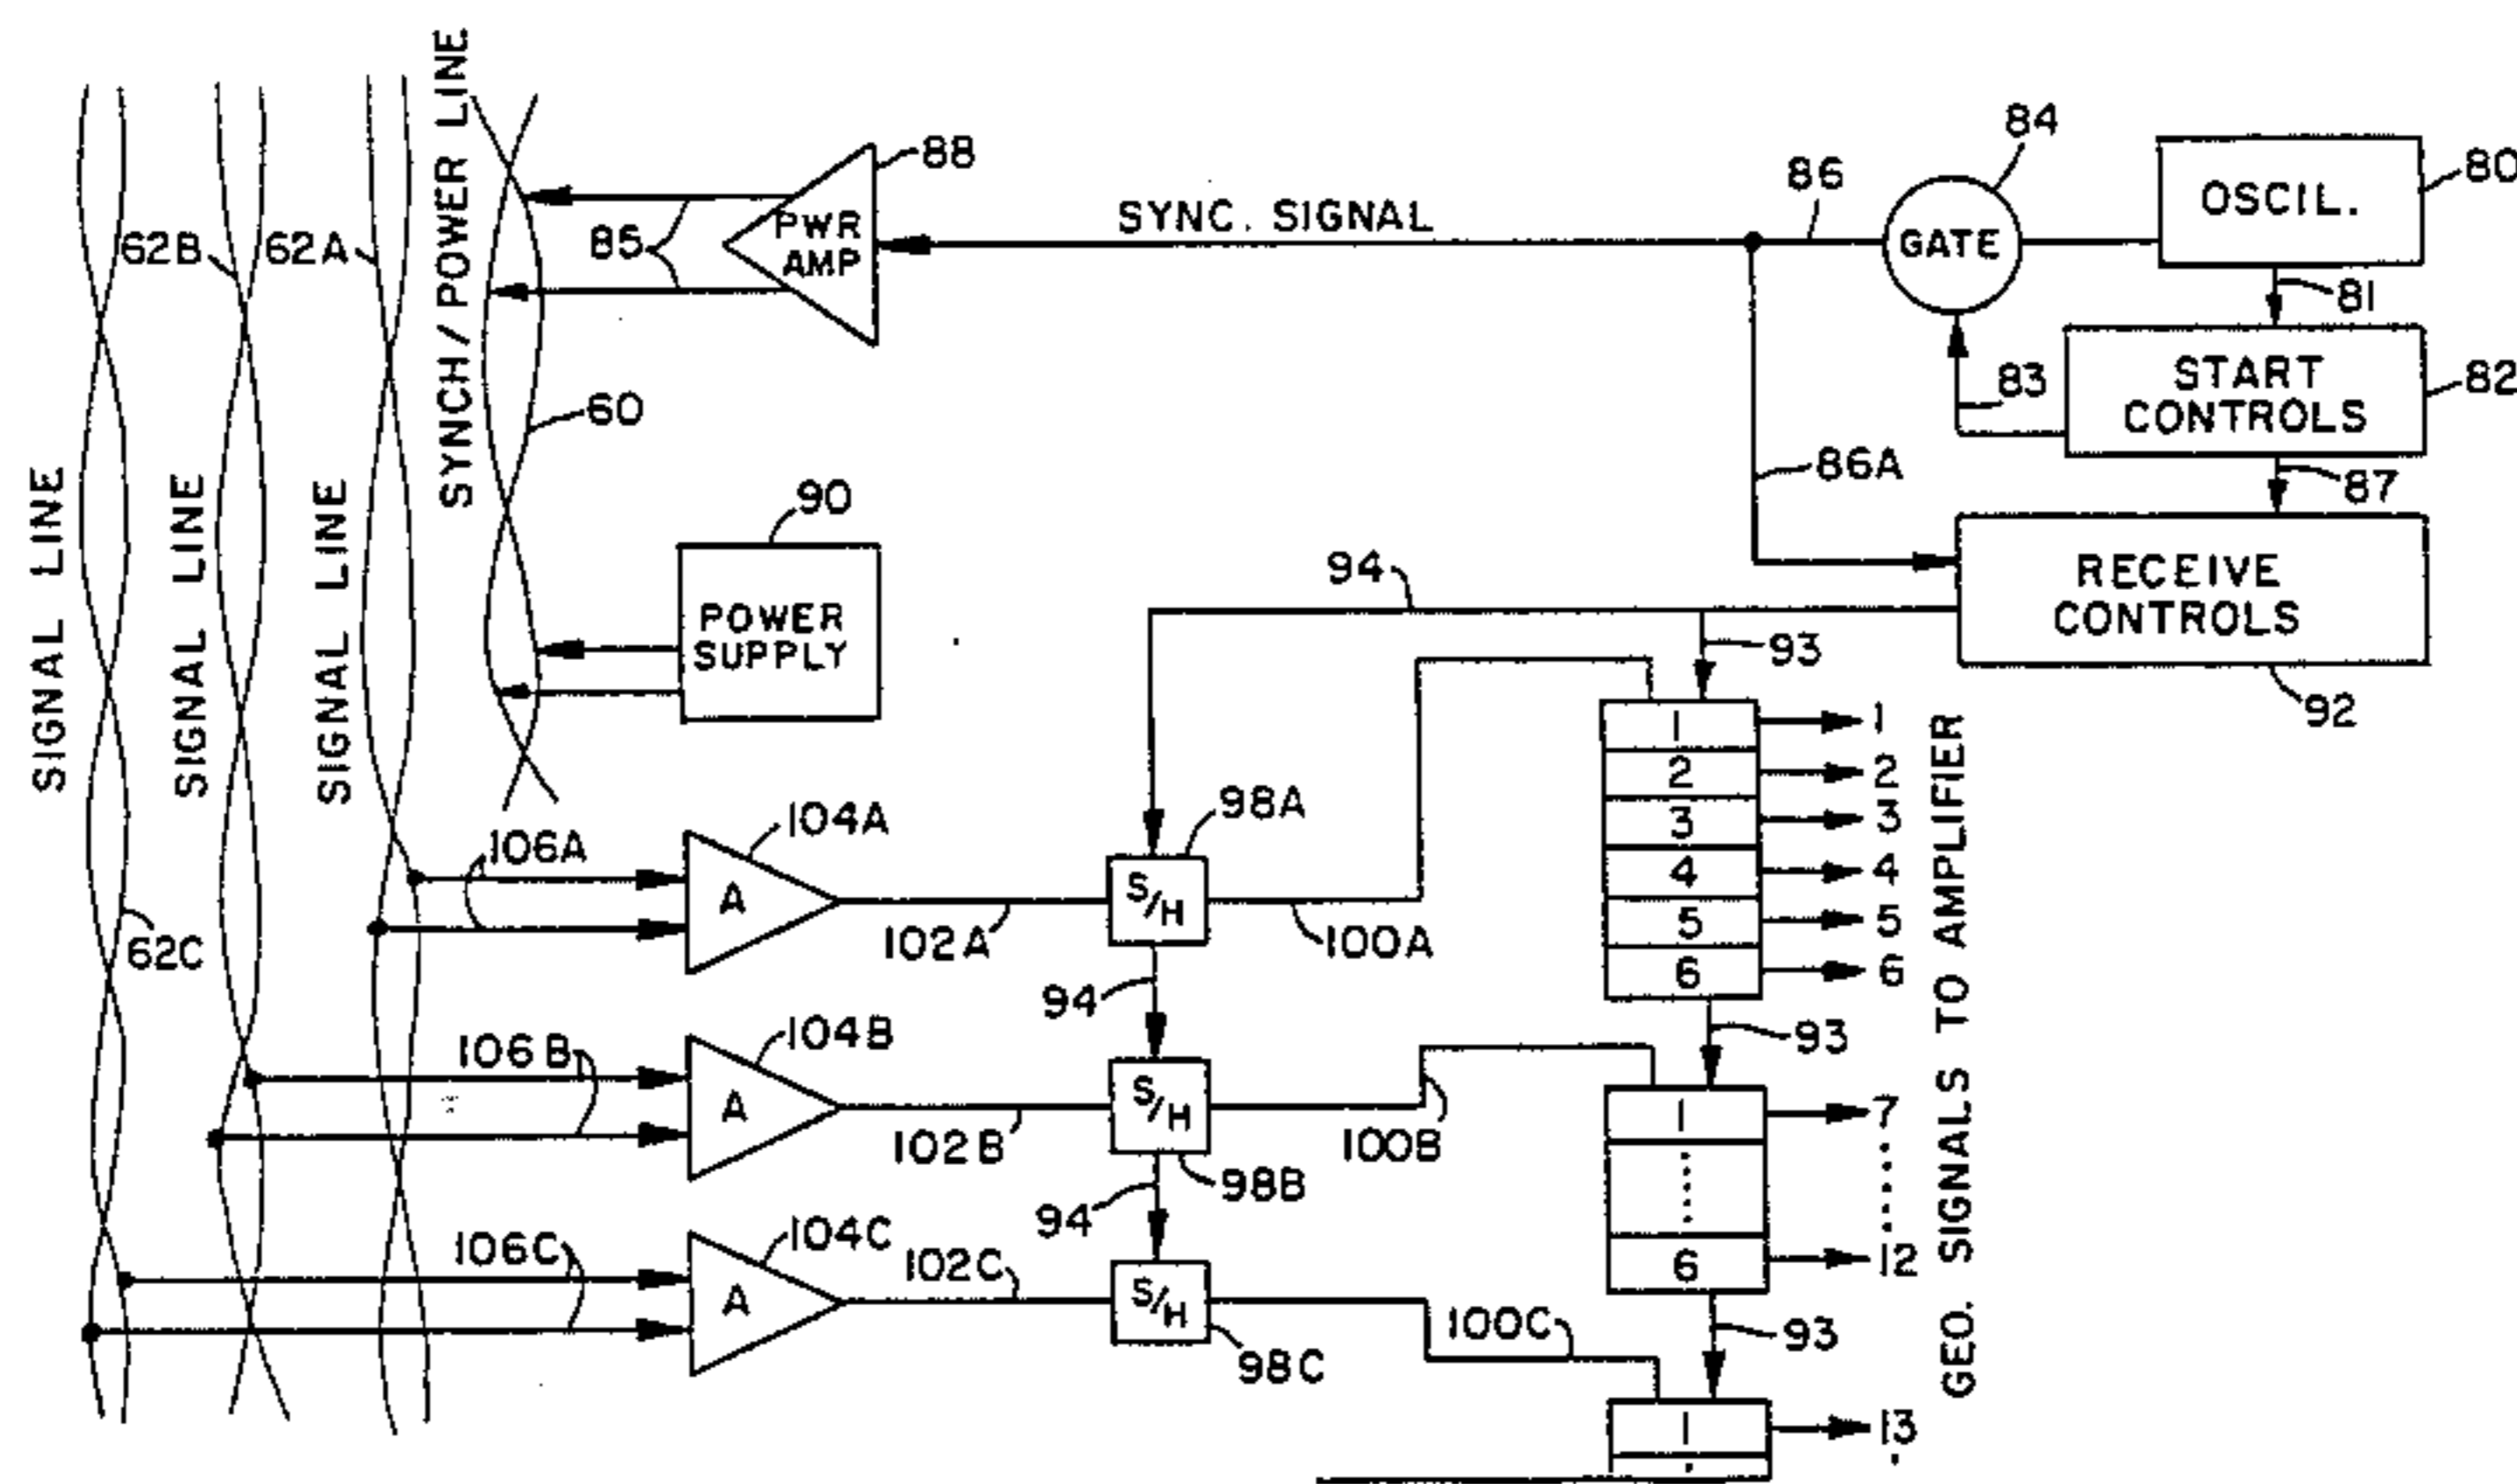 SYNCH/POWER LINE
84
88
86
80
OSCIL.
SYNC. SIGNAL
PWR
AMP
GATE
62B
62A
85
81
START
CONTROLS
82
83
60
86A
87
SIGNAL LINE
SIGNAL LINE
SIGNAL LINE
90
POWER
SUPPLY
94
RECEIVE
CONTROLS
93
92
1
1
2
2
3
3
4
4
5
5
6
6
GEO. SIGNALS TO AMPLIFIER
104A
98A
106A
A
S/H
102A
100A
62C
94
93
104B
106B
A
S/H
102B
100B
98B
1
7
6
12
94
93
104C
106C
A
102C
S/H
98C
100C
1
13